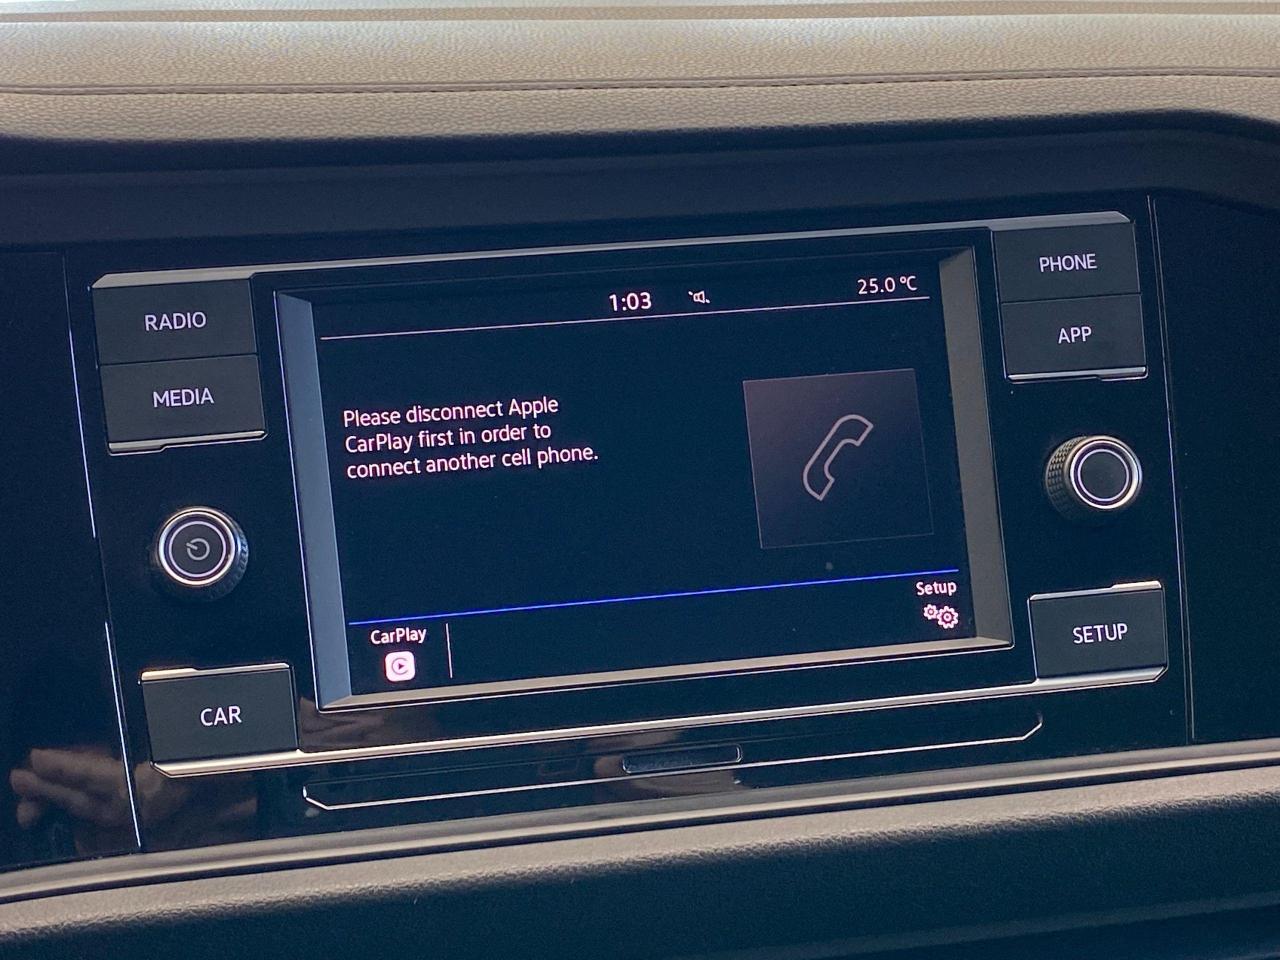 1:03
25.0 °C
PHONE
RADIO
APP
MEDIA
Please disconnect Apple
CarPlay first in order to
connect another cell phone.
Setup
CarPlay
SETUP
CAR